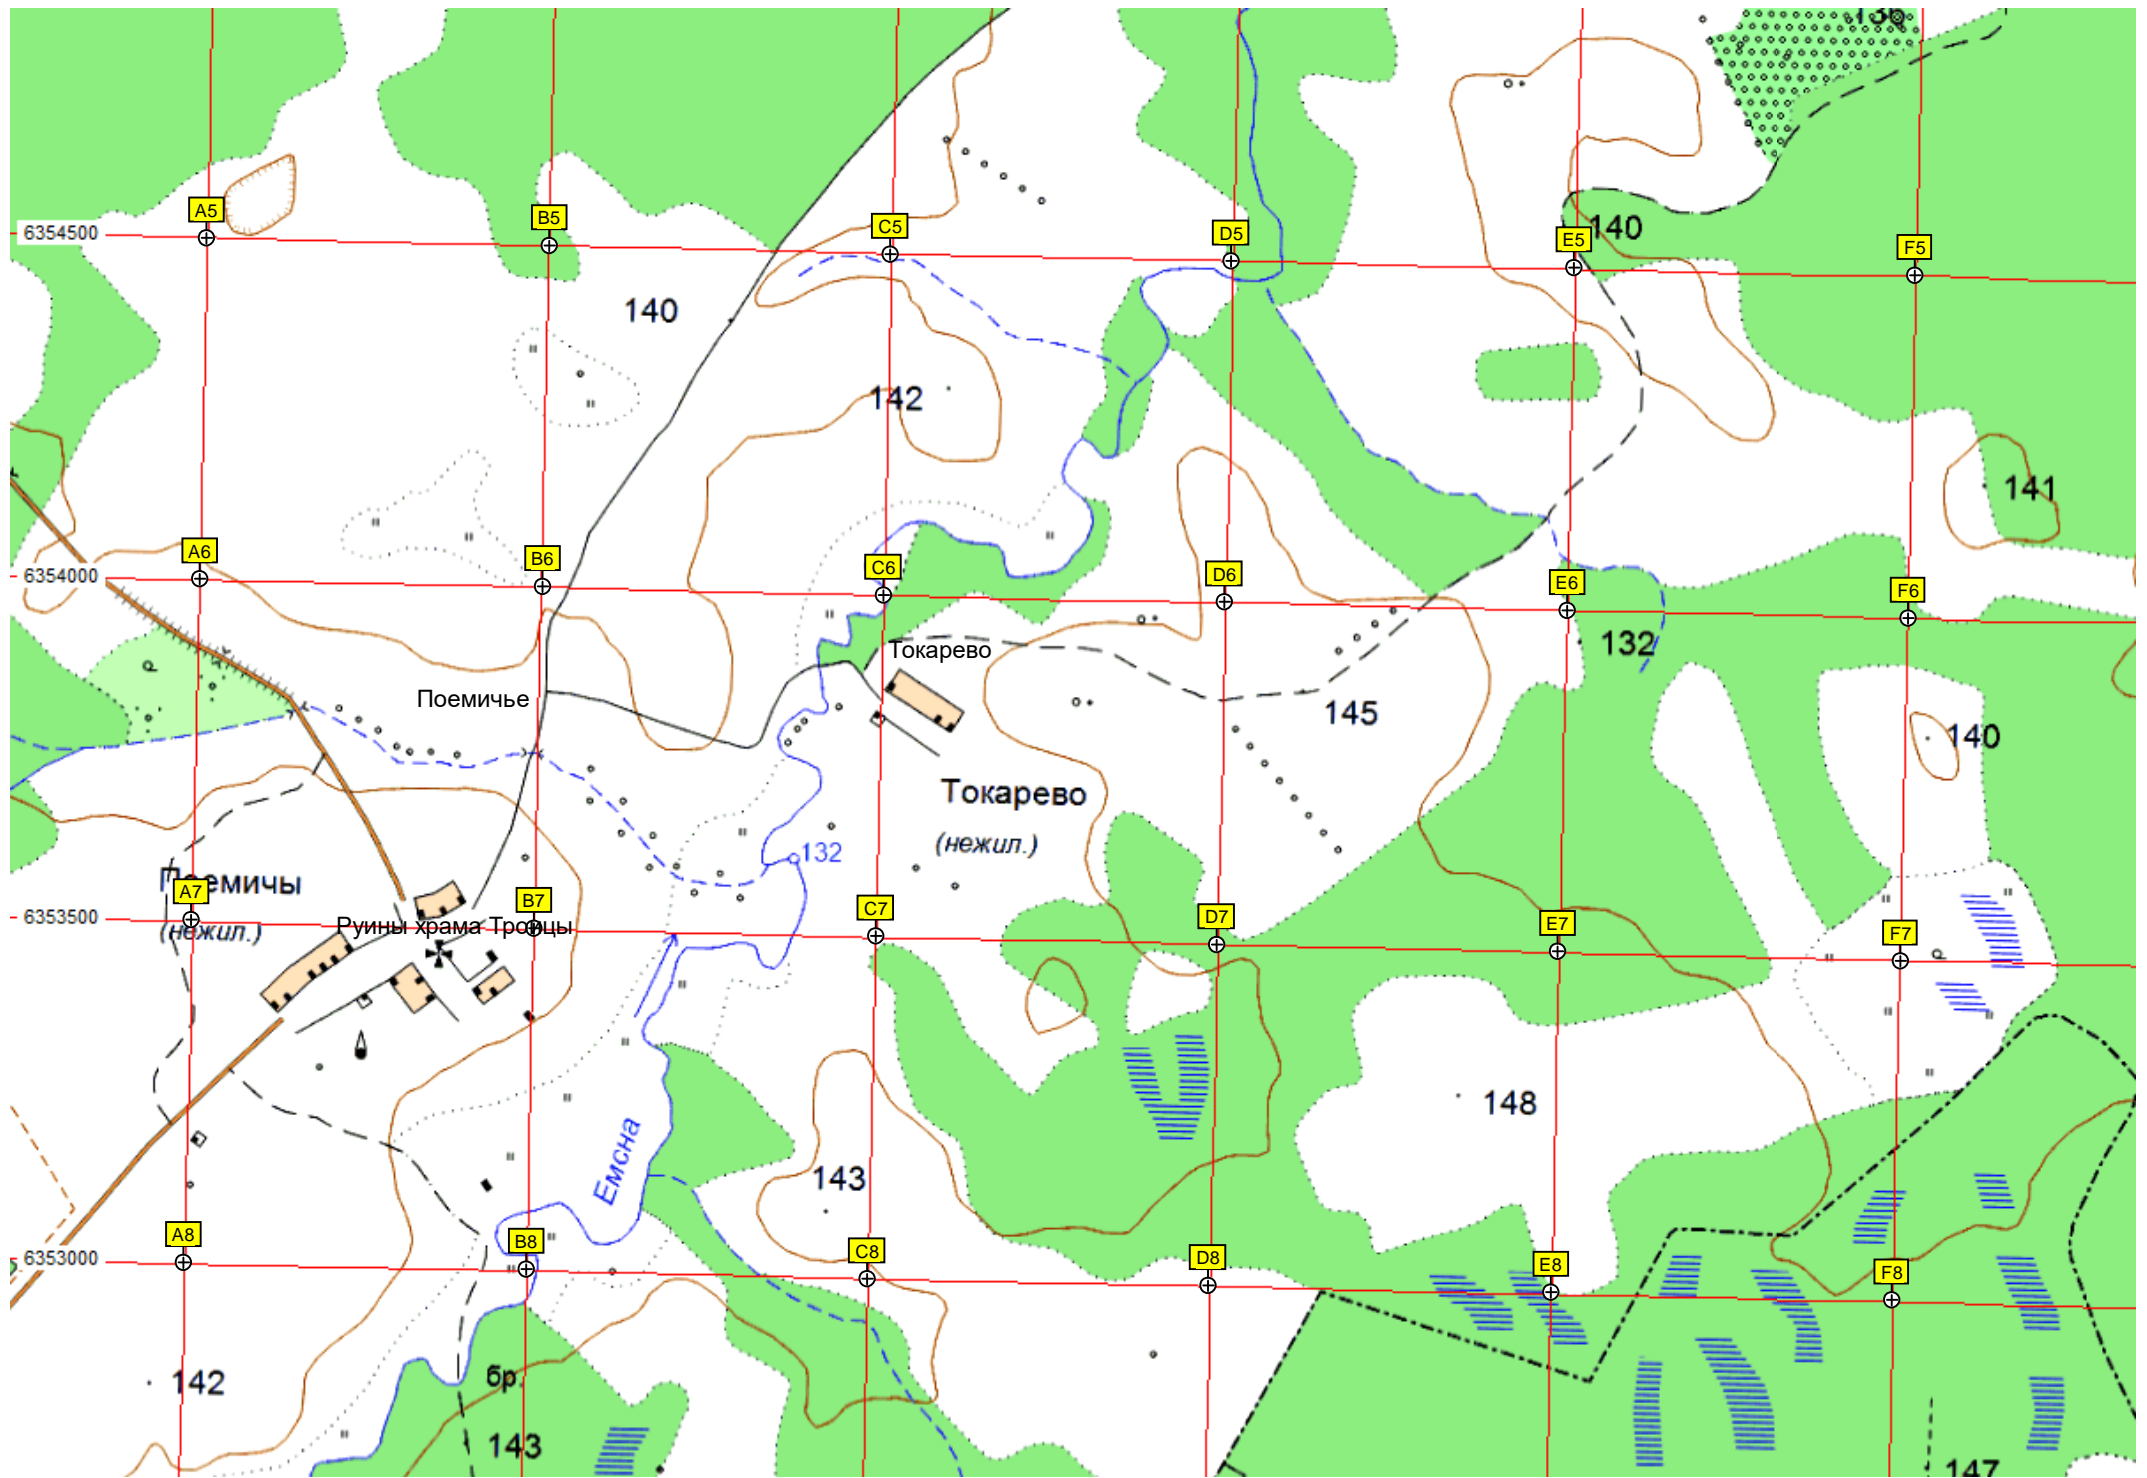 136
A5
B5
C5
D5
E5
F5
6354500
140
140
142
141
A6
B6
C6
D6
E6
F6
6354000
132
Токарево
Поемичье
145
140
Токарево
(нежил.)
132
Поемичы
A7
B7
C7
D7
E7
F7
6353500
(нежил.)
Руины храма Троицы
148
Емсна
143
A8
B8
C8
D8
E8
F8
6353000
142
бр.
143
147